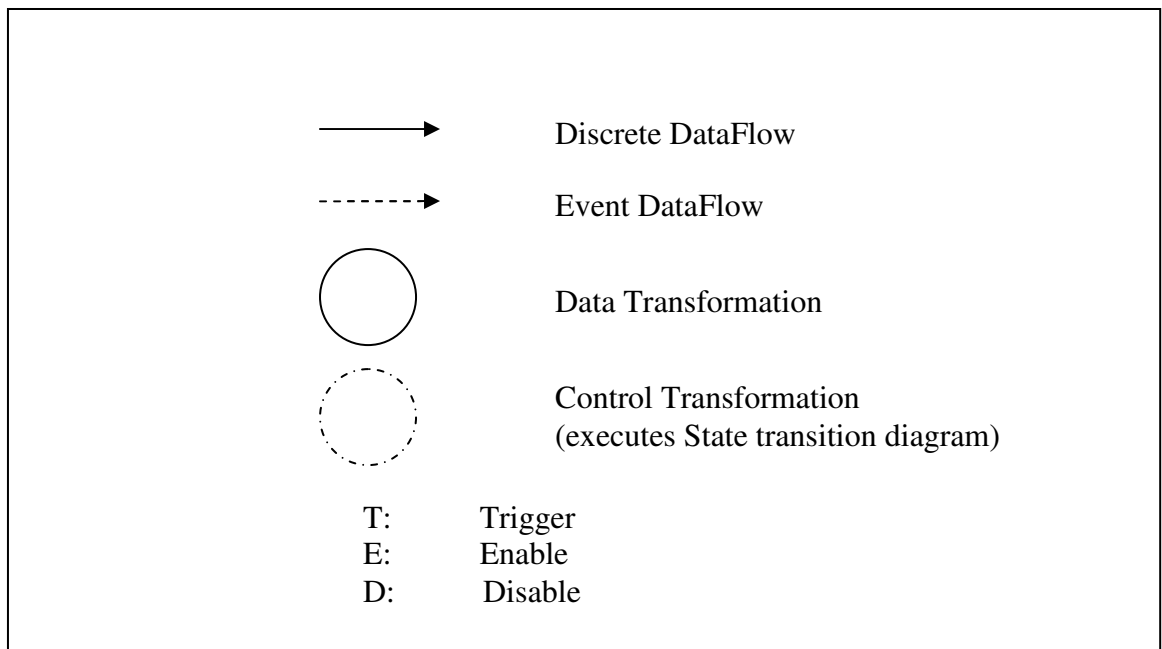 Discrete DataFlow
Event DataFlow
Data Transformation
Control Transformation
(executes State transition diagram)
T: Trigger
E: Enable
D: Disable